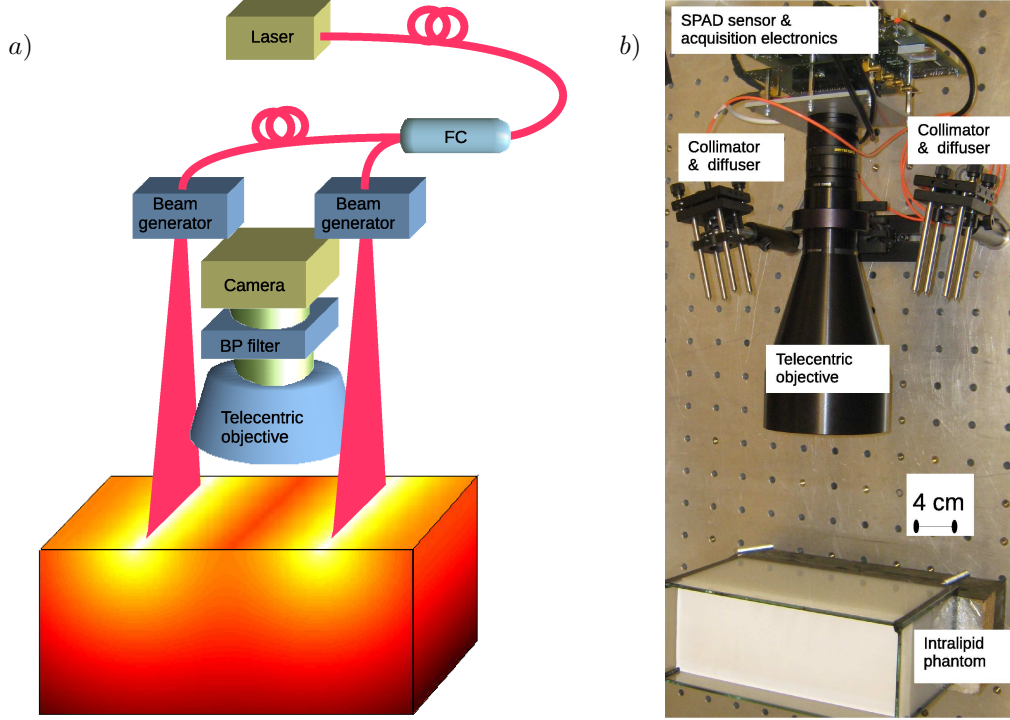 a)
Laser
FC
Beam
generator
Beam
generator
Camera
BP filter
Telecentric
objective
b)
SPAD sensor &
acquisition electronics
Collimator
& diffuser
Collimator
& diffuser
Telecentric
objective
4 cm
Intralipid
phantom